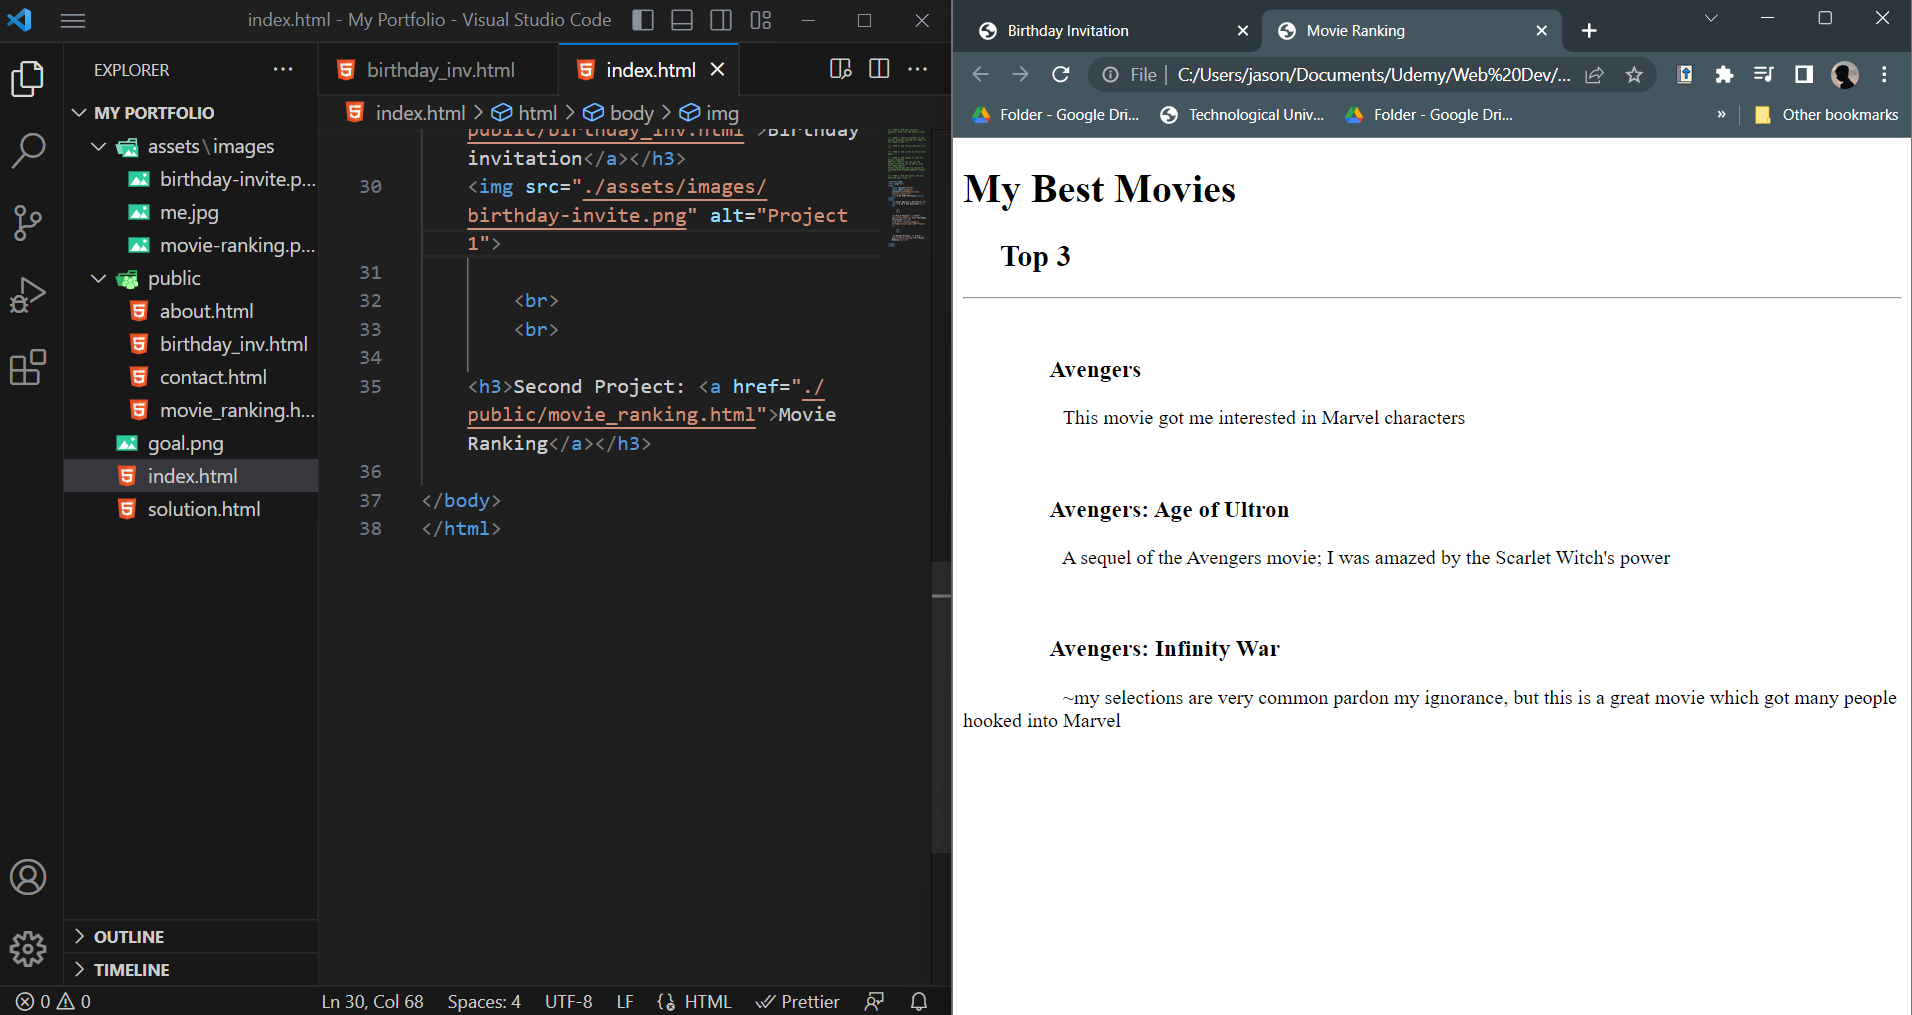 index.html - My Portfolio - Visual Studio Code
EXPLORER
MY PORTFOLIO
assets\images
birthday-invite.p...
me.jpg
movie-ranking.p...
public
about.html
birthday_inv.html
contact.html
movie_ranking.h...
goal.png
index.html
solution.html
OUTLINE
TIMELINE
birthday_inv.html
index.html
index.html > html > body > img
public/birthday_inv.html">Birthday
invitation</a></h3>
30 <img src="./assets/images/
birthday-invite.png" alt="Project
1">
31
32 <br>
33 <br>
34
35 <h3>Second Project: <a href="./
public/movie_ranking.html">Movie
Ranking</a></h3>
36
37 </body>
38 </html>
0 0 Ln 30, Col 68 Spaces: 4 UTF-8 LF HTML Prettier
Birthday Invitation
Movie Ranking
File | C:/Users/jason/Documents/Udemy/Web%20Dev/...
Folder - Google Dri... Technological Univ... Folder - Google Dri... » Other bookmarks
My Best Movies
Top 3
Avengers
This movie got me interested in Marvel characters
Avengers: Age of Ultron
A sequel of the Avengers movie; I was amazed by the Scarlet Witch's power
Avengers: Infinity War
~my selections are very common pardon my ignorance, but this is a great movie which got many people
hooked into Marvel